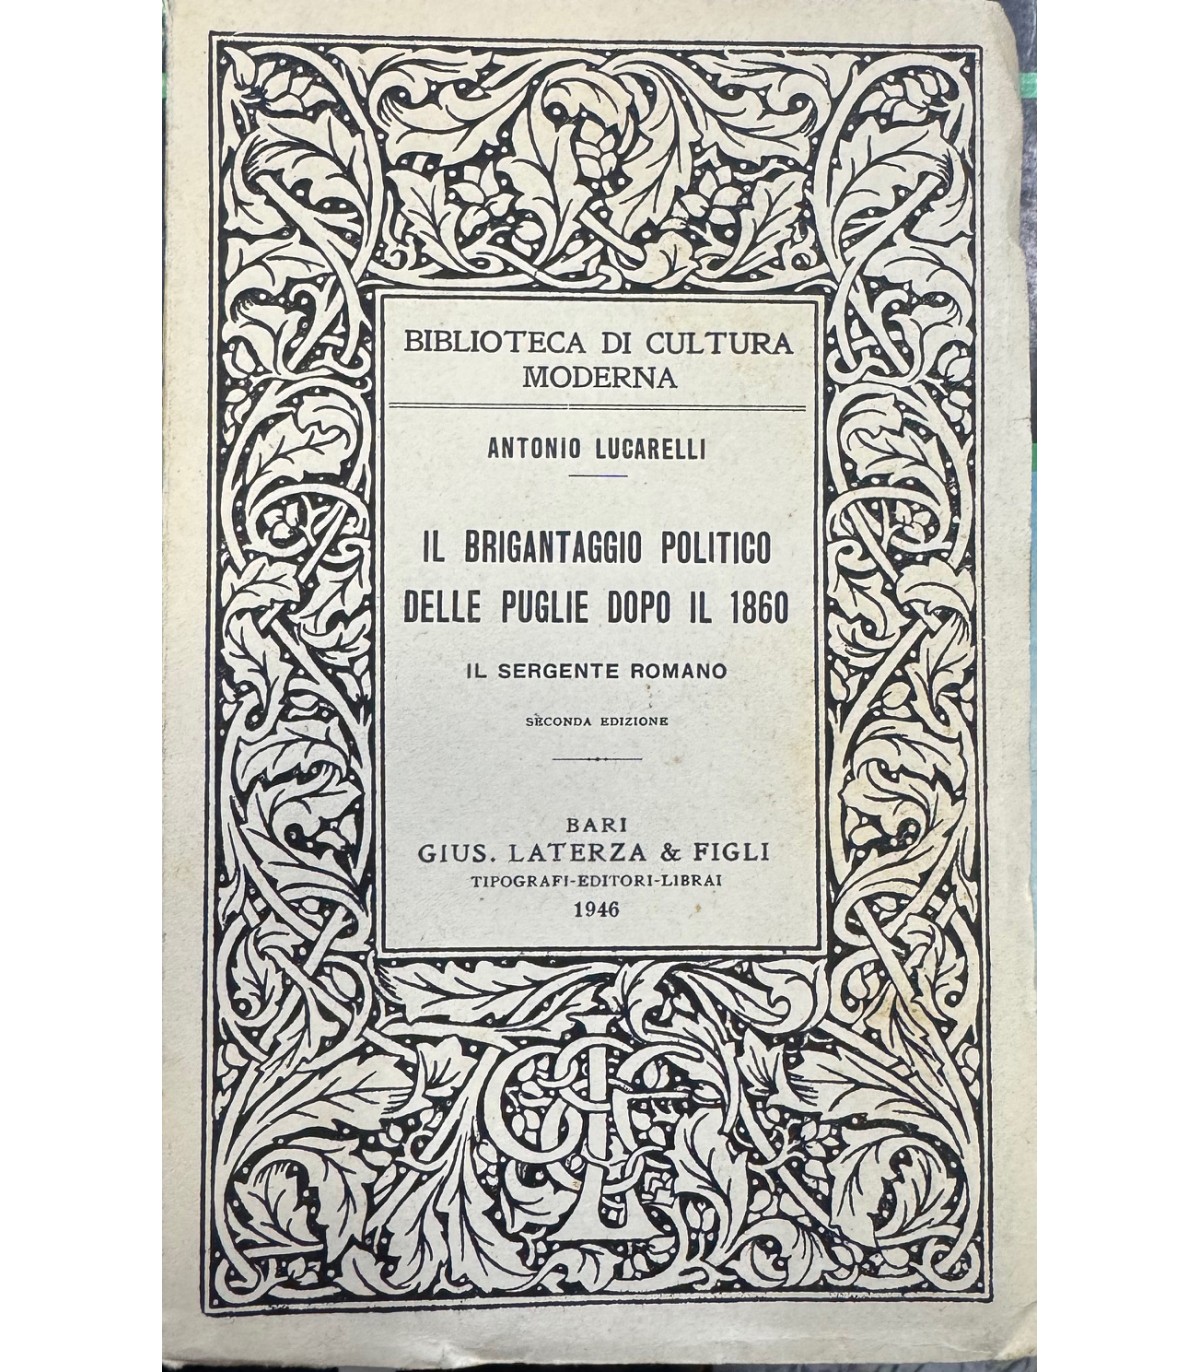 BIBLIOTECA DI CULTURA
MODERNA
ANTONIO LUCARELLI
IL BRIGANTAGGIO POLITICO
DELLE PUGLIE DOPO IL 1860
IL SERGENTE ROMANO
SECONDA EDIZIONE
BARI
GIUS. LATERZA & FIGLI
TIPOGRAFI-EDITORI-LIBRAI
1946